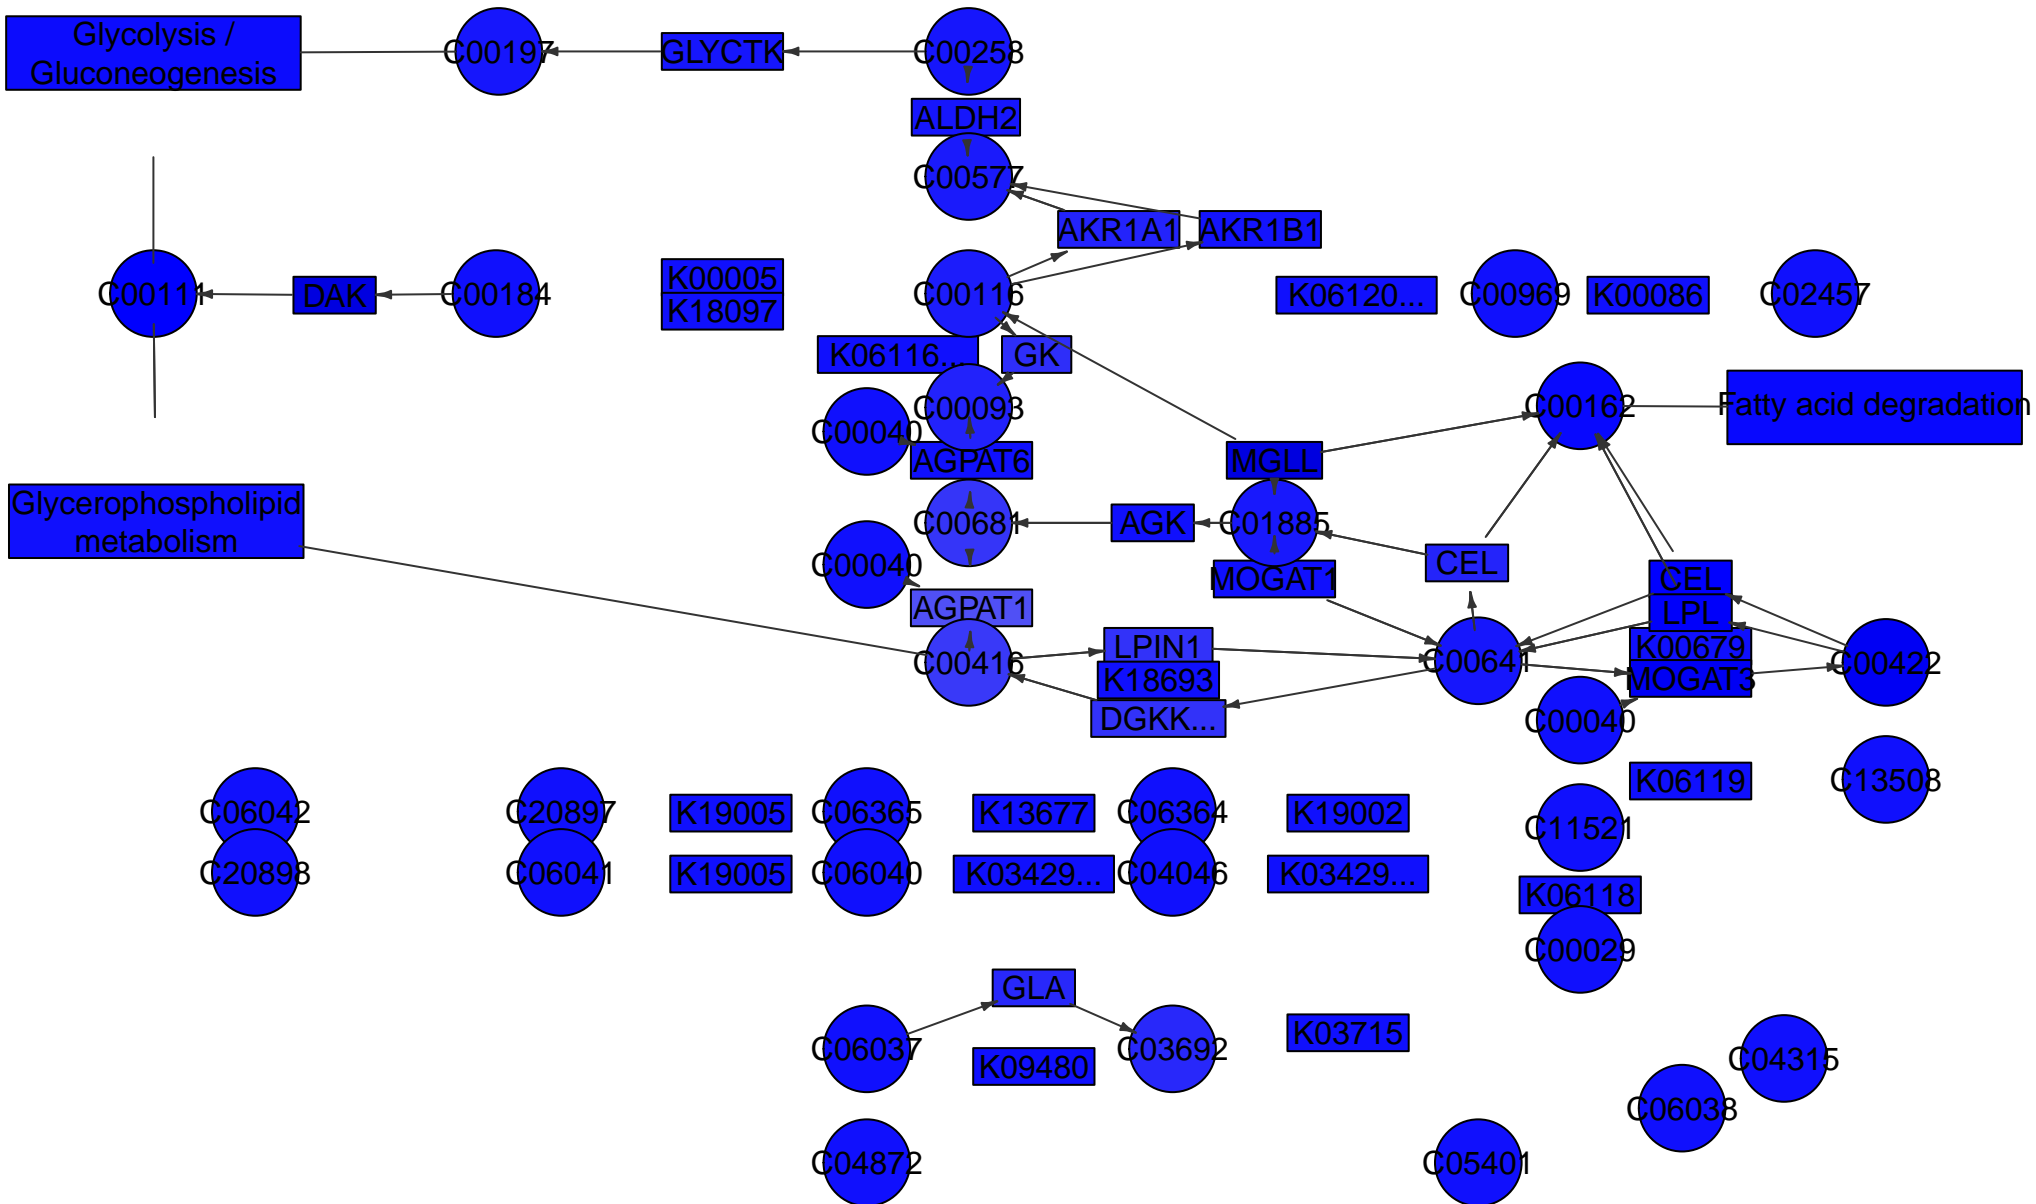 Glycolysis /
Gluconeogenesis
C00197
GLYCTK
C00258
ALDH2
C00577
AKR1A1
AKR1B1
C00111
DAK
C00184
K00005
K18097
C00116
K06120...
C00969
K00086
C02457
K06116...
GK
C00093
C00040
C00162
Fatty acid degradation
AGPAT6
MGLL
Glycerophospholipid
metabolism
C00681
AGK
C01885
C00040
CEL
MOGAT1
CEL
AGPAT1
LPL
LPIN1
K00679
C00416
C00641
C00422
K18693
MOGAT3
DGKK...
C00040
K06119
C13508
C06042
C20897
K19005
C06365
K13677
C06364
K19002
C11521
C20898
C06041
K19005
C06040
K03429...
C04046
K03429...
K06118
C00029
GLA
C06037
C03692
K03715
K09480
C04315
C06038
C04872
C05401